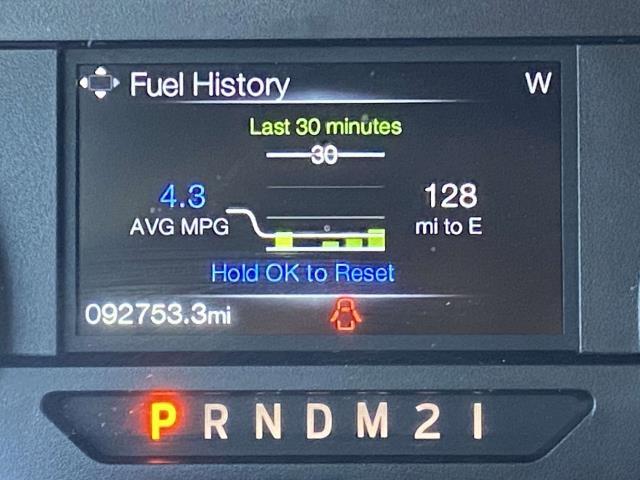 Fuel History W
Last 30 minutes
30
4.3
AVG MPG
128
mi to E
Hold OK to Reset
092753.3mi
P R N D M 2 1